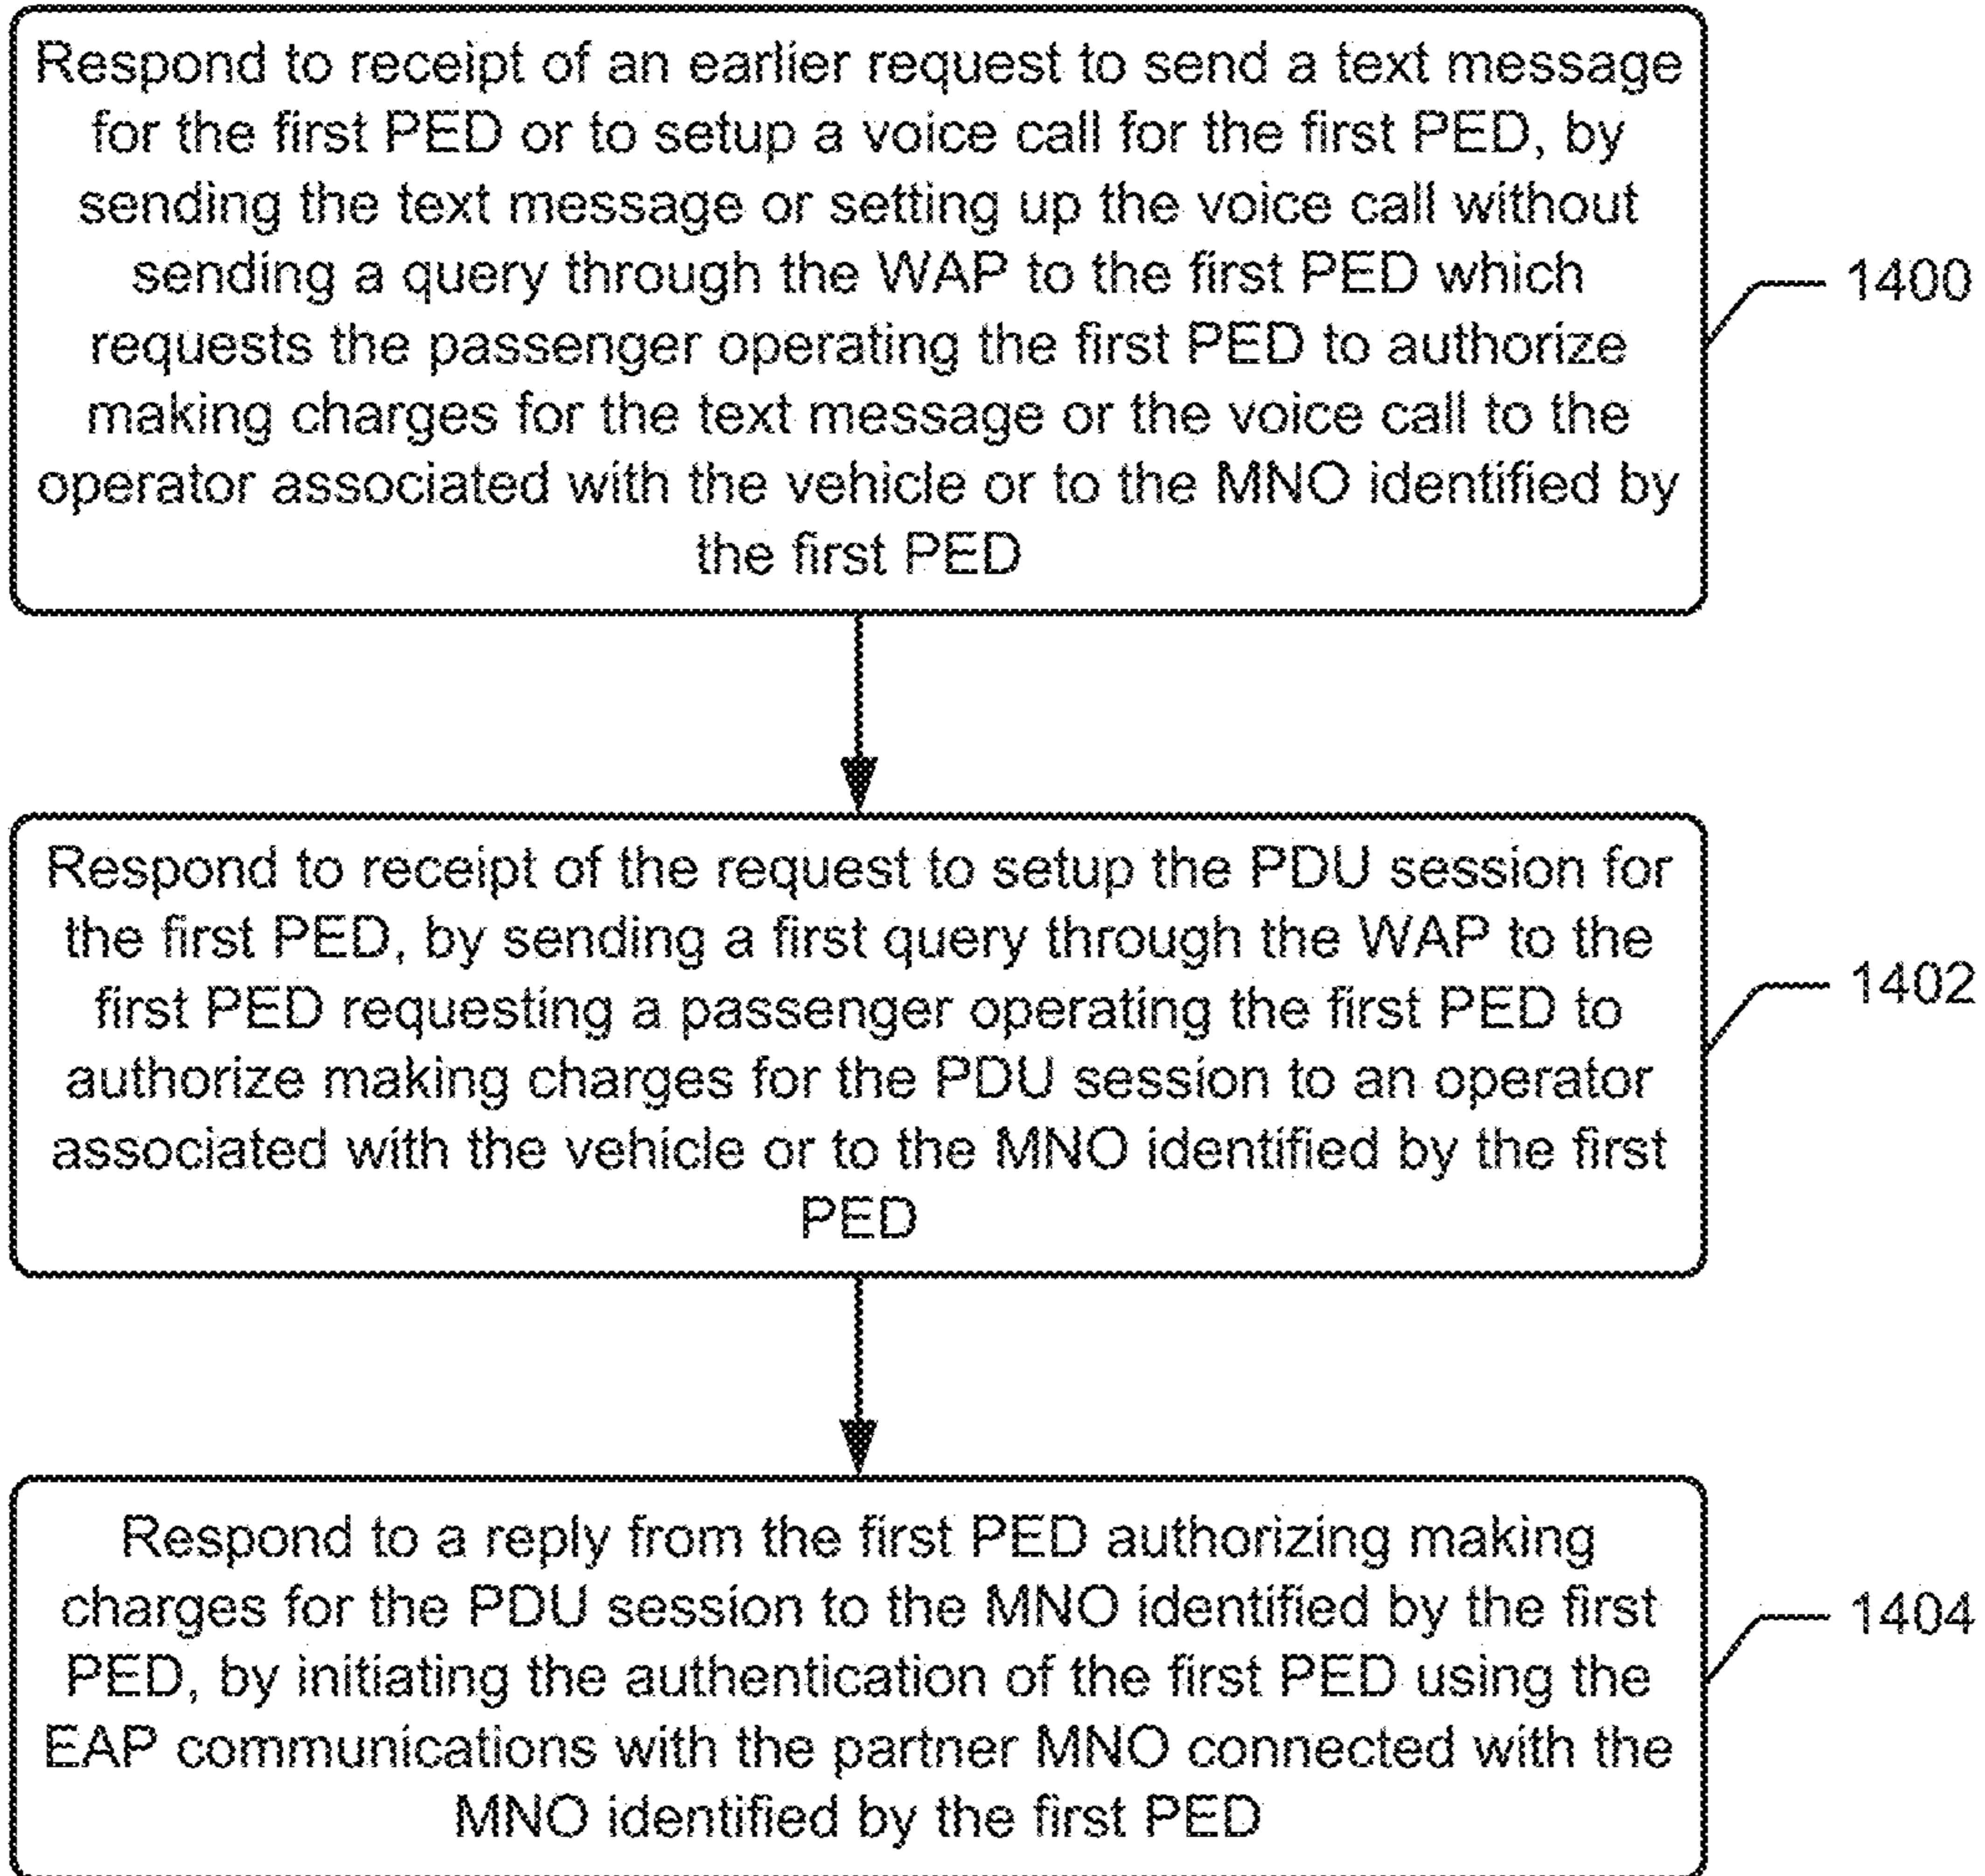 Respond to receipt of an earlier request to send a text message
for the first PED or to setup a voice call for the first PED, by
sending the text message or setting up the voice call without
sending a query through the WAP to the first PED which
requests the passenger operating the first PED to authorize
making charges for the text message or the voice call to the
operator associated with the vehicle or to the MNO identified by
the first PED
1400
Respond to receipt of the request to setup the PDU session for
the first PED, by sending a first query through the WAP to the
first PED requesting a passenger operating the first PED to
authorize making charges for the PDU session to an operator
associated with the vehicle or to the MNO identified by the first
PED
1402
Respond to a reply from the first PED authorizing making
charges for the PDU session to the MNO identified by the first
PED, by initiating the authentication of the first PED using the
EAP communications with the partner MNO connected with the
MNO identified by the first PED
1404